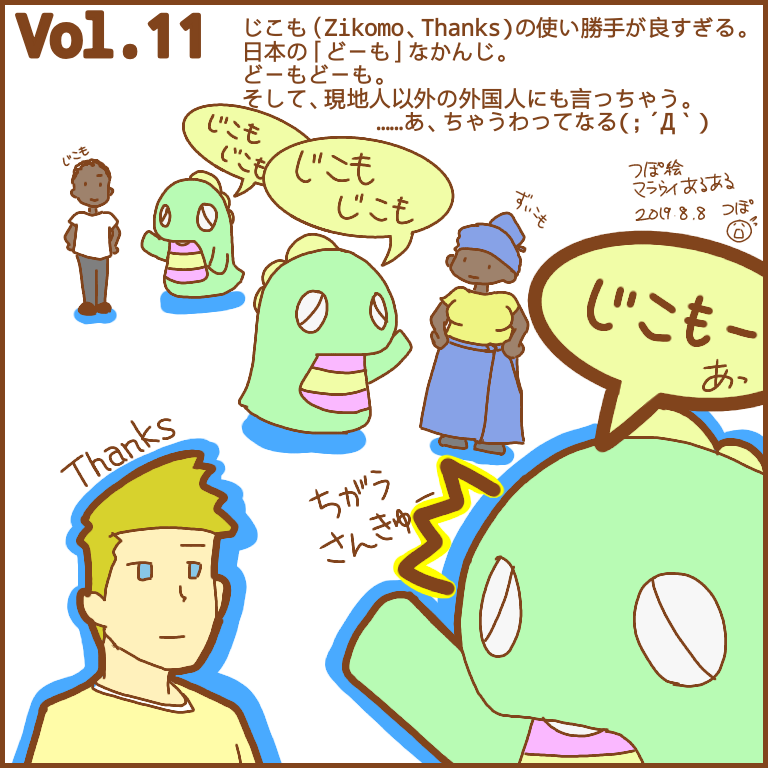 Vol.11
じこも(Zikomo、Thanks)の使い勝手が良すぎる。
日本の「どーも」なかんじ。
どーもどーも。
そして、現地人以外の外国人にも言っちゃう。
……あ、ちゃうわってなる(;´Д｀)
つぽ絵
マラウイあるある
2019.8.8 つぽ
じこも
じこも
じこも
じこも
じこも
ずぃこも
じこもー
あっ
Thanks
ちがう
さんきゅー